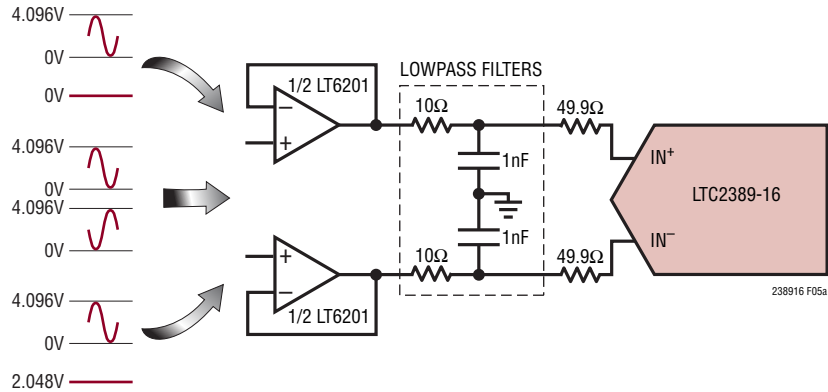 4.096V
0V
0V
4.096V
0V
4.096V
0V
4.096V
0V
2.048V
1/2 LT6201
LOWPASS FILTERS
10Ω
49.9Ω
1nF
1nF
10Ω
49.9Ω
1/2 LT6201
IN+
LTC2389-16
IN−
238916 F05a
+
−
+
−